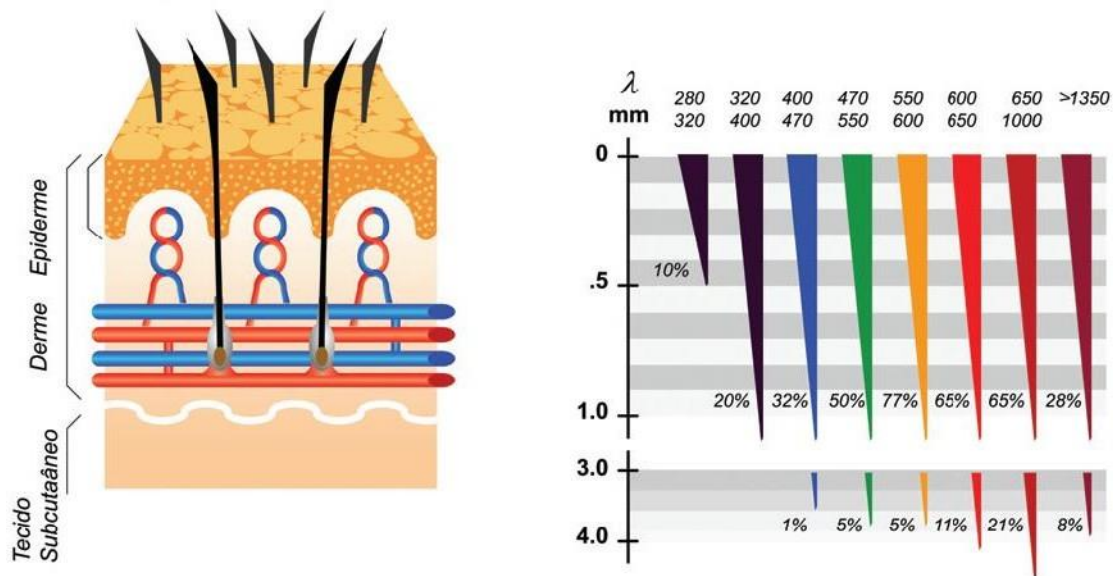 Epiderme
Derme
Tecido
Subcutaâneo
λ
mm
280 320 400 470 550 600 650 >1350
320 400 470 550 600 650 1000
0
10%
.5
20% 32% 50% 77% 65% 65% 28%
1.0
3.0
1% 5% 5% 11% 21% 8%
4.0